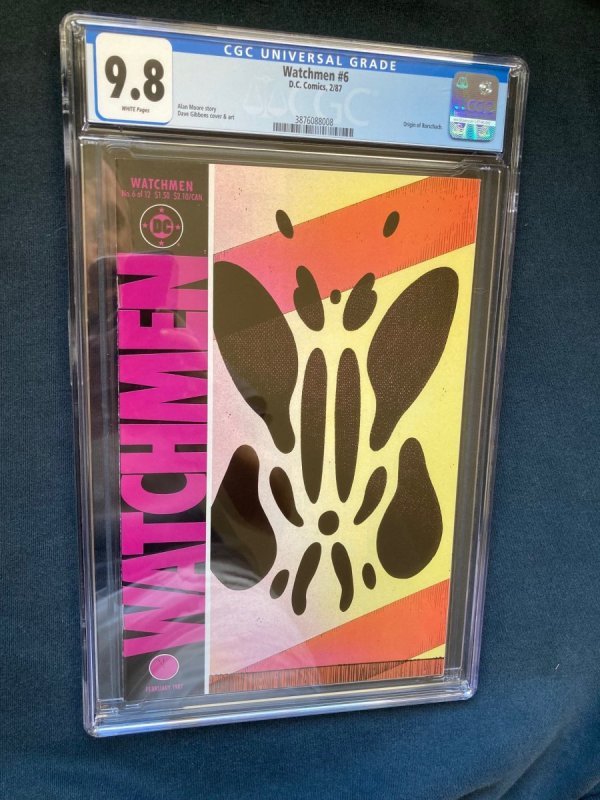 CGC UNIVERSAL GRADE
9.8
WHITE Pages
Watchmen #6
D.C. Comics, 2/87
Alan Moore story
Dave Gibbons cover & art
Origin of Rorschach.
3876088008
CGC
WATCHMEN
No. 6 of 12 $1.50 $2.10/CAN
DC
WATCHMEN
FEBRUARY 1987